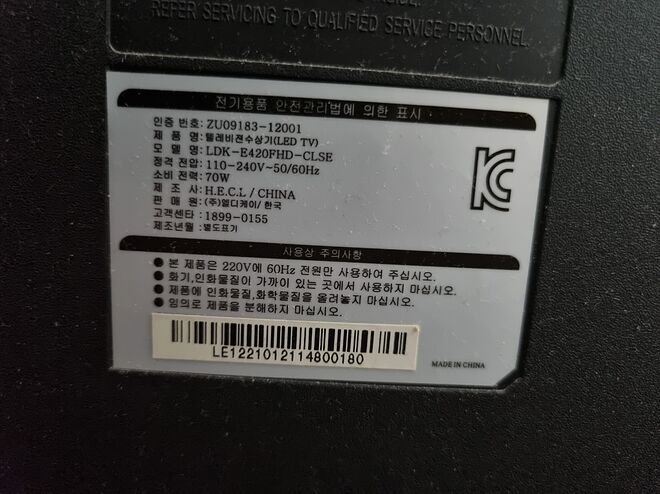 REFER SERVICING TO QUALIFIED SERVICE PERSONNEL.
전기용품 안전관리법에 의한 표시
인증 번호: ZU09183-12001
제 품 명:텔레비젼수상기(LED TV)
모 델 명: LDK-E420FHD-CLSE
정격 전압: 110-240V~50/60Hz
소비 전력: 70W
제 조 사: H.E.C.L / CHINA
판 매 원: (주)엘디케이/ 한국
고객센타: 1899-0155
제조년월 : 별도표기
사용상 주의사항
● 본 제품은 220V에 60Hz 전원만 사용하여 주십시오.
● 화기,인화물질이 가까이 있는 곳에서 사용하지 마십시오.
● 제품에 인화물질,화학물질을 올려놓지 마십시오.
● 임의로 제품을 분해하지 마십시오.
LE1221012114800180
MADE IN CHINA